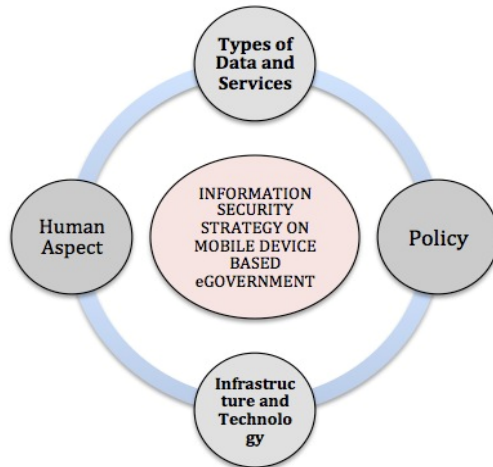 Types of
Data and
Services
Human
Aspect
INFORMATION
SECURITY
STRATEGY ON
MOBILE DEVICE
BASED
eGOVERNMENT
Policy
Infrastruc
ture and
Technolo
gy